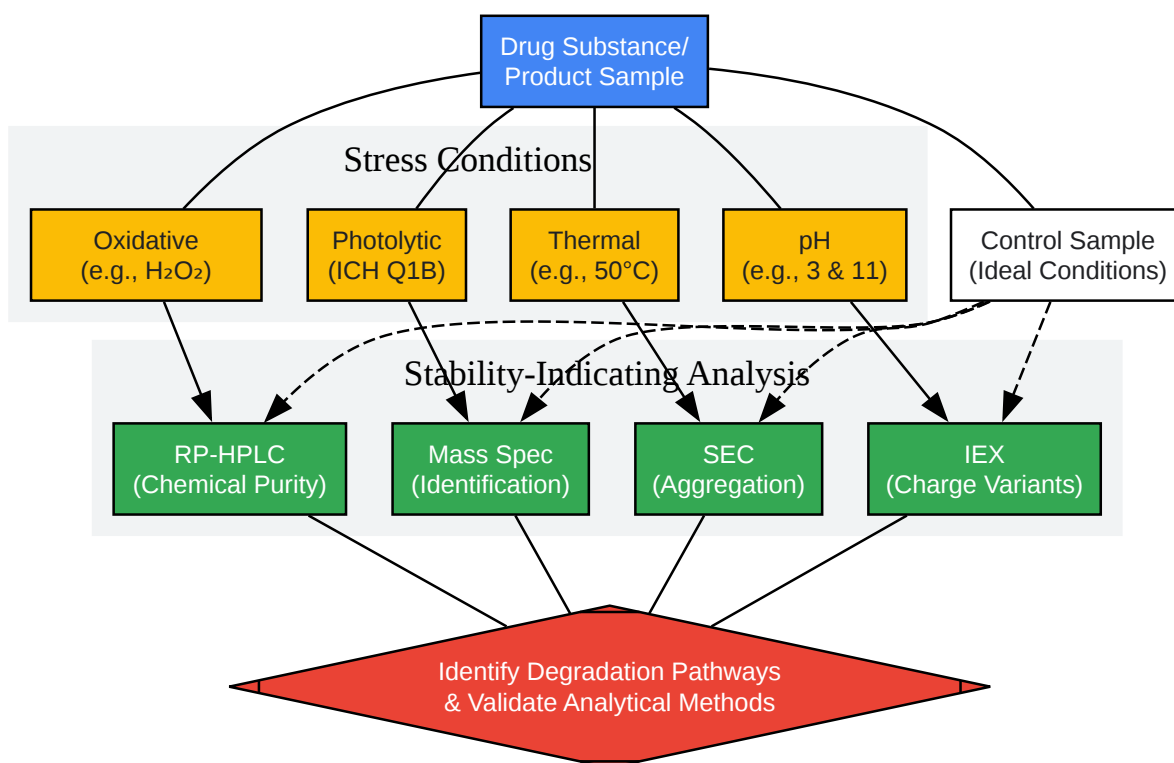 Drug Substance/
Product Sample
Stress Conditions
Oxidative
(e.g., H₂O₂)
Photolytic
(ICH Q1B)
Thermal
(e.g., 50°C)
pH
(e.g., 3 & 11)
Control Sample
(Ideal Conditions)
Stability-Indicating Analysis
RP-HPLC
(Chemical Purity)
Mass Spec
(Identification)
SEC
(Aggregation)
IEX
(Charge Variants)
Identify Degradation Pathways
& Validate Analytical Methods